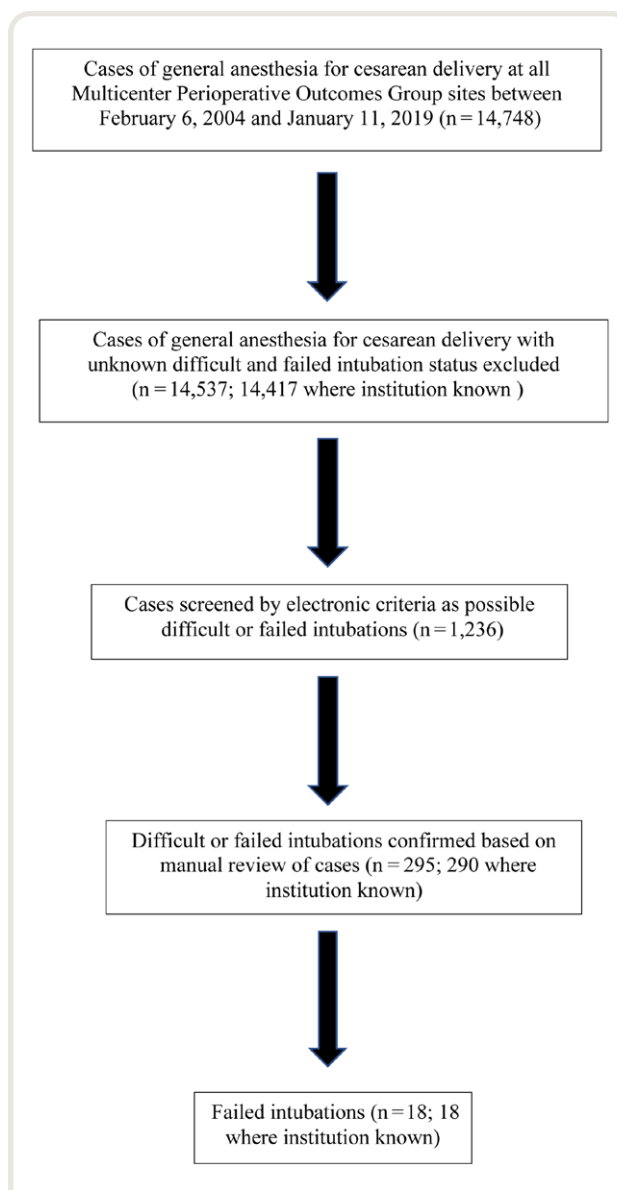 Cases of general anesthesia for cesarean delivery at all
Multicenter Perioperative Outcomes Group sites between
February 6, 2004 and January 11, 2019 (n = 14,748)
Cases of general anesthesia for cesarean delivery with
unknown difficult and failed intubation status excluded
(n = 14,537; 14,417 where institution known )
Cases screened by electronic criteria as possible
difficult or failed intubations (n = 1,236)
Difficult or failed intubations confirmed based on
manual review of cases (n = 295; 290 where
institution known)
Failed intubations (n = 18; 18
where institution known)